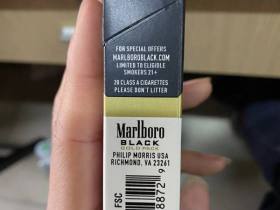 FOR SPECIAL OFFERS
MARLBOROBLACK.COM
LIMITED TO ELIGIBLE
SMOKERS 21+
20 CLASS A CIGARETTES
PLEASE DON'T LITTER
Marlboro
BLACK
GOLD PACK
PHILIP MORRIS USA
RICHMOND, VA 23261
FSC
88729